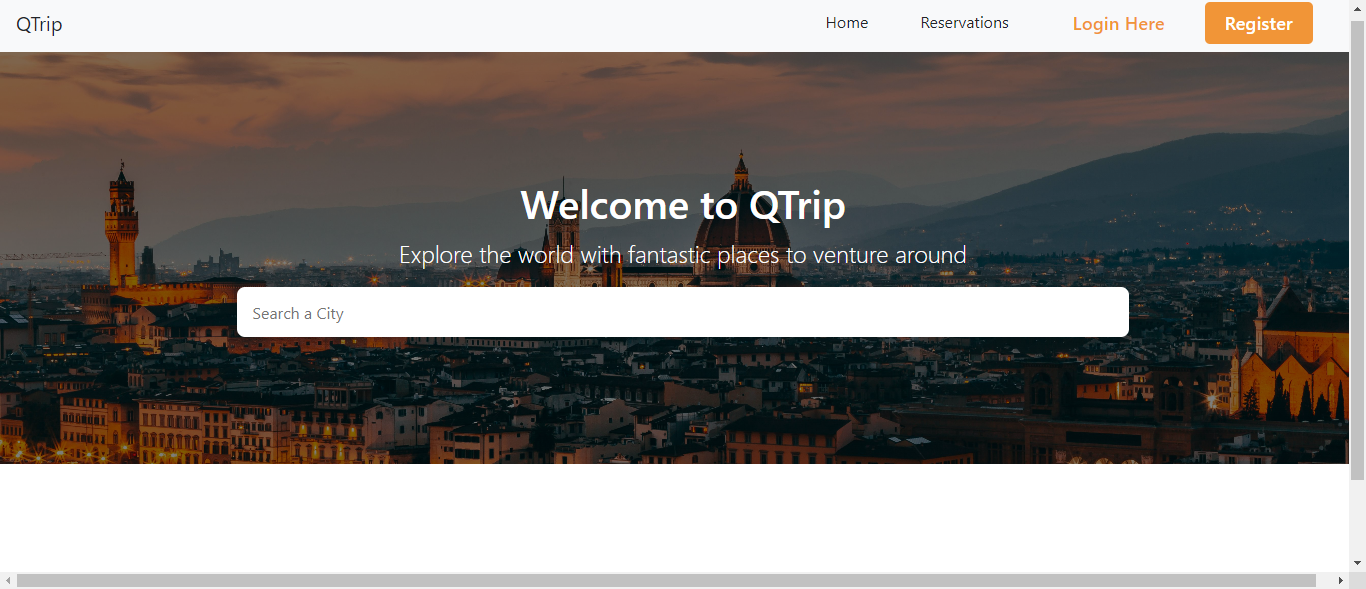 QTrip
Home
Reservations
Login Here
Register
Welcome to QTrip
Explore the world with fantastic places to venture around
Search a City